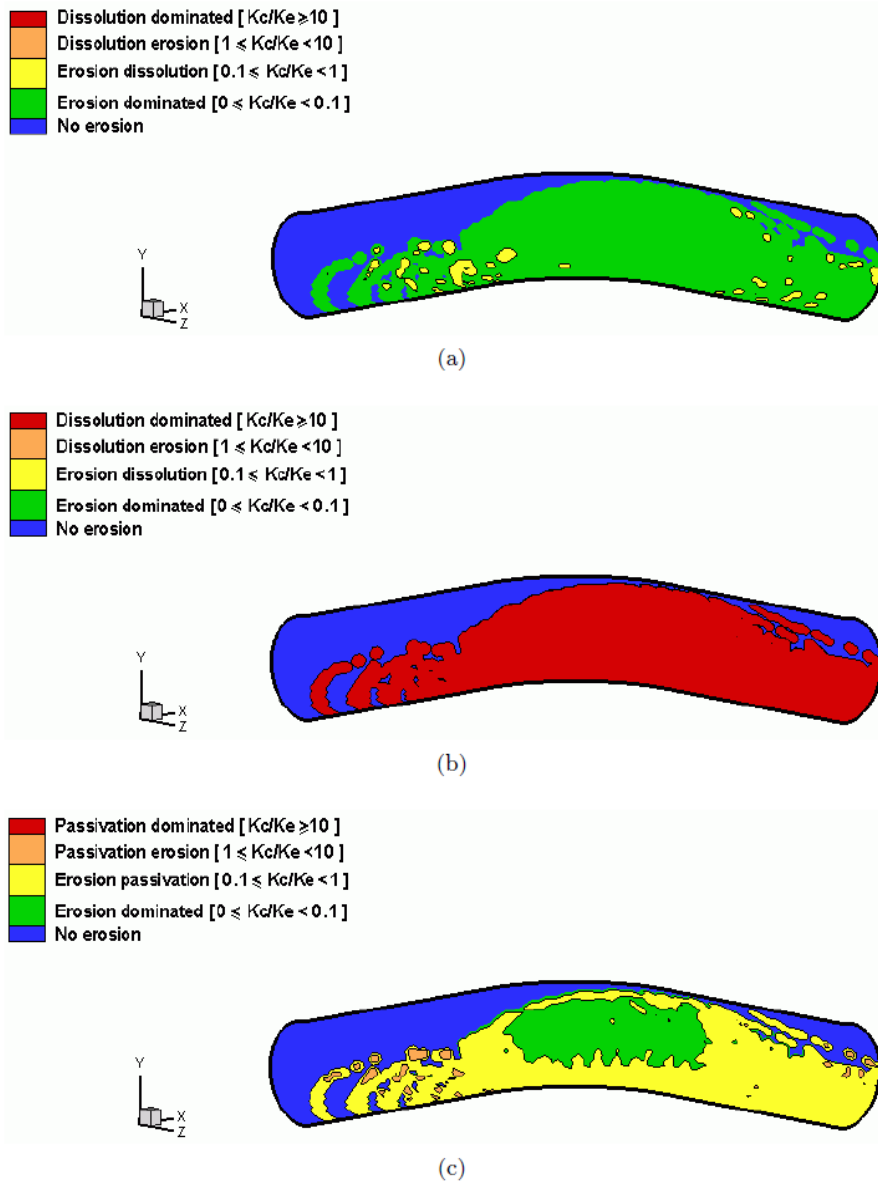 Dissolution dominated [ Kc/Ke ⩾10 ]
Dissolution erosion [1 ⩽ Kc/Ke <10 ]
Erosion dissolution [0.1⩽ Kc/Ke<1]
Erosion dominated [0 ⩽ Kc/Ke <0.1]
No erosion
Y
X
Z
(a)
Dissolution dominated [ Kc/Ke ⩾10 ]
Dissolution erosion [1 ⩽ Kc/Ke <10 ]
Erosion dissolution [0.1⩽ Kc/Ke<1]
Erosion dominated [0 ⩽ Kc/Ke <0.1]
No erosion
Y
X
Z
(b)
Passivation dominated [ Kc/Ke ⩾10 ]
Passivation erosion [1 ⩽ Kc/Ke <10 ]
Erosion passivation [0.1⩽ Kc/Ke<1]
Erosion dominated [0 ⩽ Kc/Ke <0.1]
No erosion
Y
X
Z
(c)